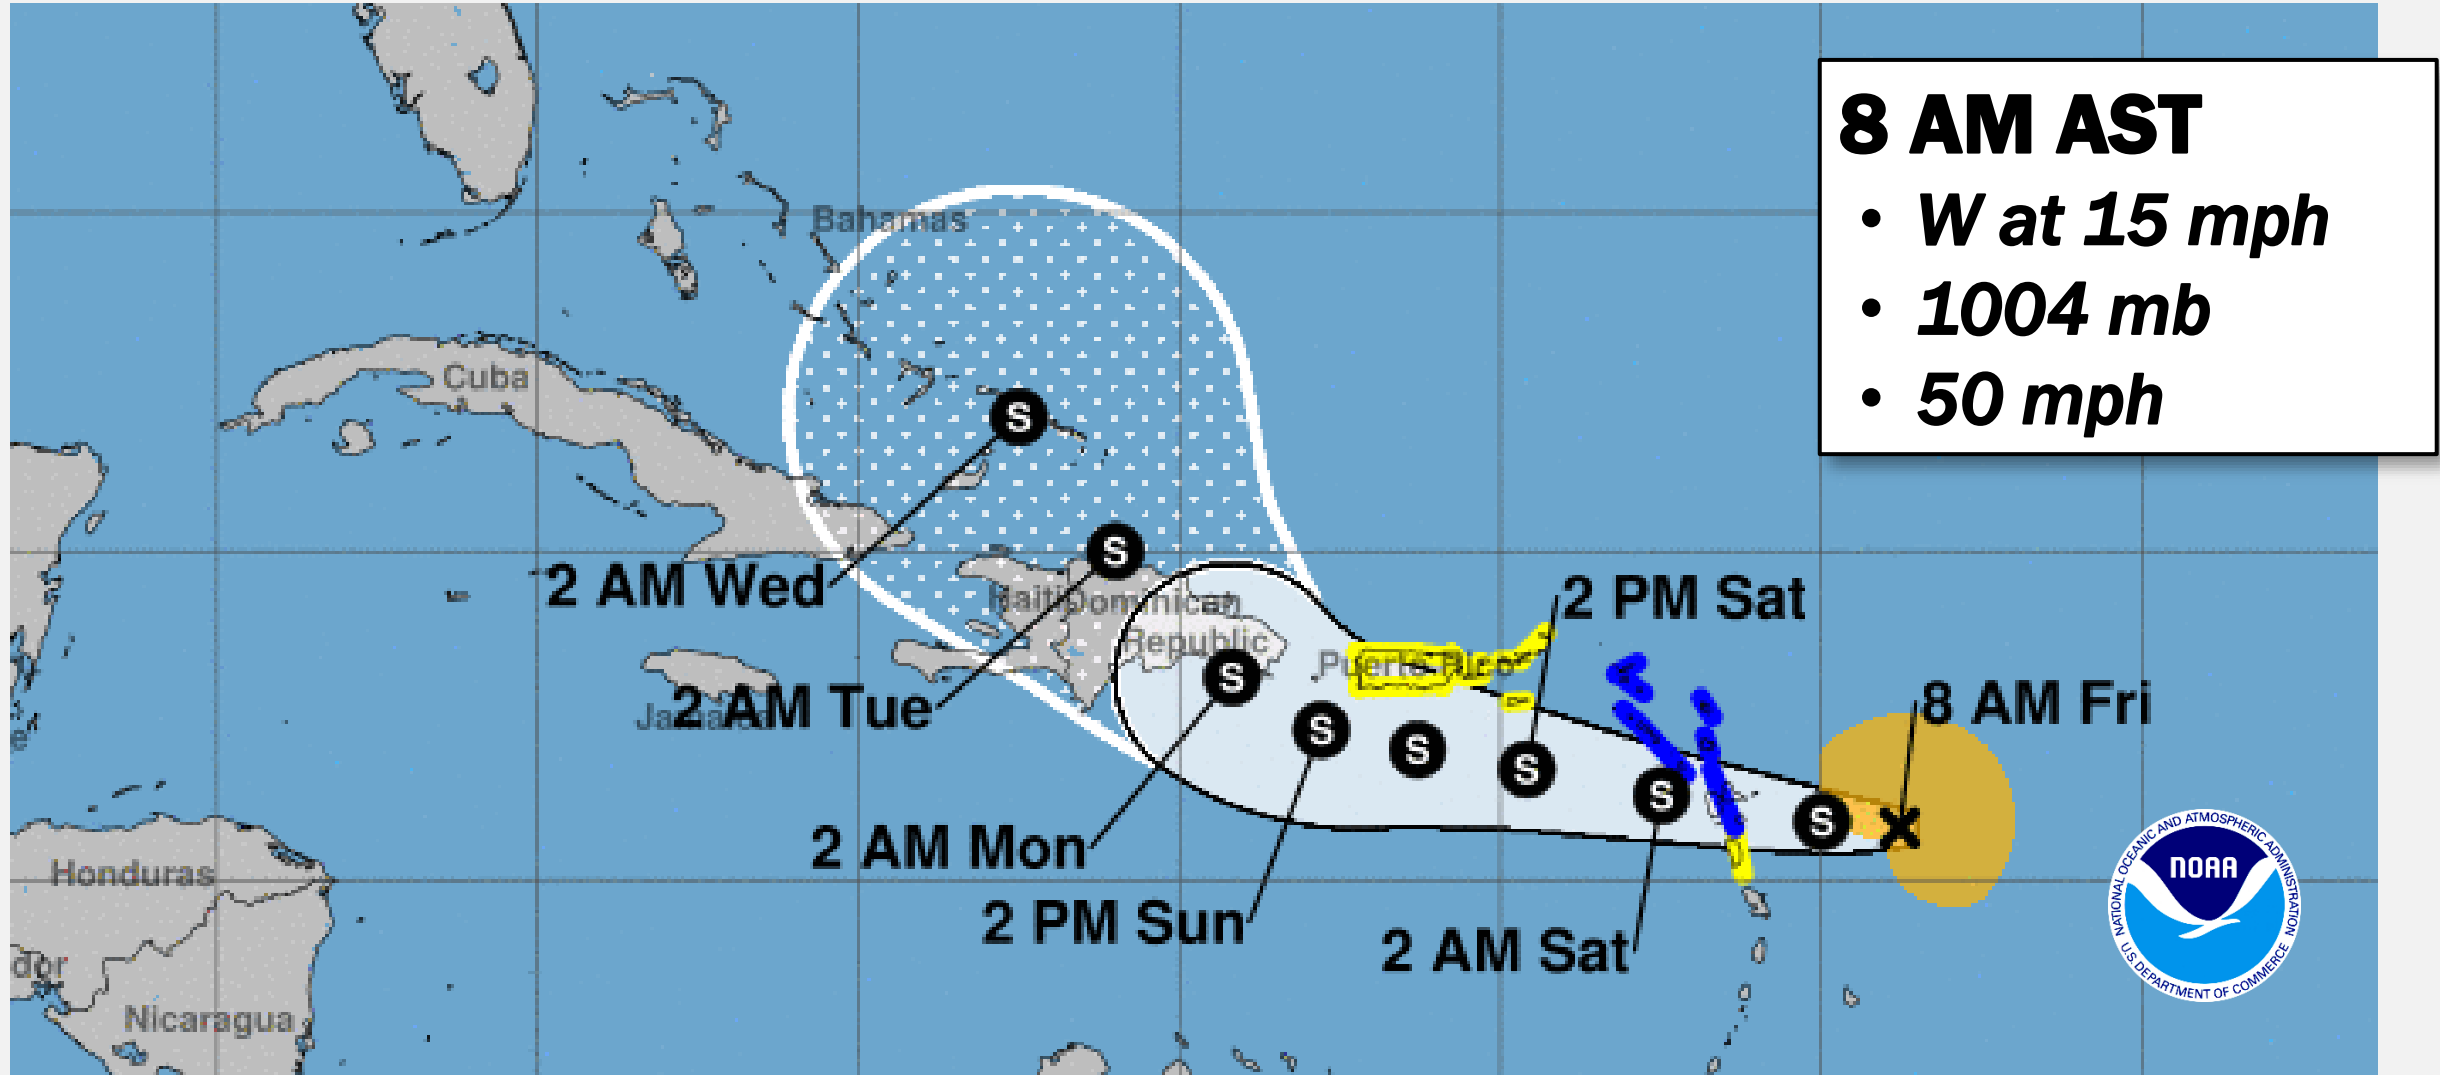 8 AM AST
• W at 15 mph
• 1004 mb
• 50 mph
Bahamas
Cuba
S
S
2 AM Wed
2 PM Sat
Haiti
Dominican
Republic
Puerto Rico
S
2 AM Tue
Jamaica
8 AM Fri
S
S
S
S
S
2 AM Mon
Honduras
2 PM Sun
2 AM Sat
dor
Nicaragua
NATIONAL OCEANIC AND ATMOSPHERIC ADMINISTRATION
NOAA
U.S. DEPARTMENT OF COMMERCE